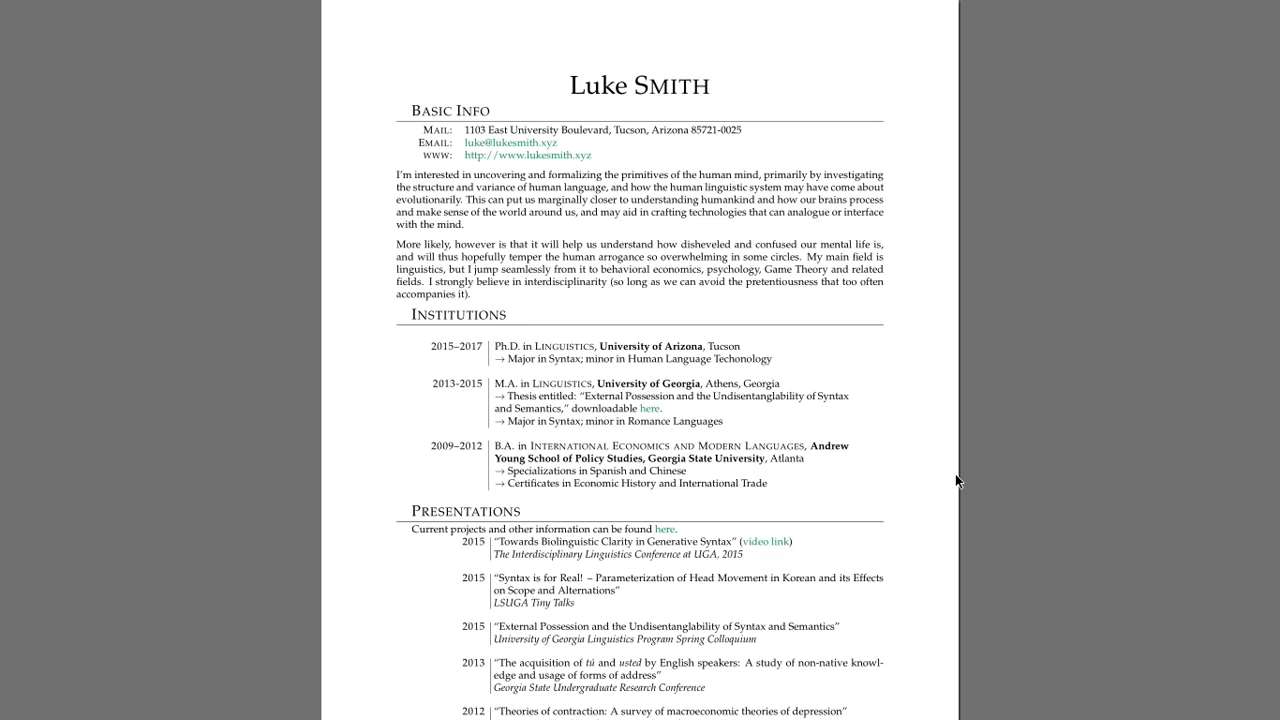 Luke SMITH
BASIC INFO
MAIL: 1103 East University Boulevard, Tucson, Arizona 85721-0025
EMAIL: luke@lukesmith.xyz
WWW: http://www.lukesmith.xyz
I'm interested in uncovering and formalizing the primitives of the human mind, primarily by investigating
the structure and variance of human language, and how the human linguistic system may have come about
evolutionarily. This can put us marginally closer to understanding humankind and how our brains process
and make sense of the world around us, and may aid in crafting technologies that can analogue or interface
with the mind.
More likely, however is that it will help us understand how disheveled and confused our mental life is,
and will thus hopefully temper the human arrogance so overwhelming in some circles. My main field is
linguistics, but I jump seamlessly from it to behavioral economics, psychology, Game Theory and related
fields. I strongly believe in interdisciplinarity (so long as we can avoid the pretentiousness that too often
accompanies it).
INSTITUTIONS
2015–2017 Ph.D. in LINGUISTICS, University of Arizona, Tucson
→ Major in Syntax; minor in Human Language Techonology
2013-2015 M.A. in LINGUISTICS, University of Georgia, Athens, Georgia
→ Thesis entitled: “External Possession and the Undisentanglability of Syntax
and Semantics,” downloadable here.
→ Major in Syntax; minor in Romance Languages
2009–2012 B.A. in INTERNATIONAL ECONOMICS AND MODERN LANGUAGES, Andrew
Young School of Policy Studies, Georgia State University, Atlanta
→ Specializations in Spanish and Chinese
→ Certificates in Economic History and International Trade
PRESENTATIONS
Current projects and other information can be found here.
2015 “Towards Biolinguistic Clarity in Generative Syntax” (video link)
The Interdisciplinary Linguistics Conference at UGA, 2015
2015 “Syntax is for Real! – Parameterization of Head Movement in Korean and its Effects
on Scope and Alternations”
LSUGA Tiny Talks
2015 “External Possession and the Undisentanglability of Syntax and Semantics”
University of Georgia Linguistics Program Spring Colloquium
2013 “The acquisition of tú and usted by English speakers: A study of non-native knowl-
edge and usage of forms of address”
Georgia State Undergraduate Research Conference
2012 “Theories of contraction: A survey of macroeconomic theories of depression”